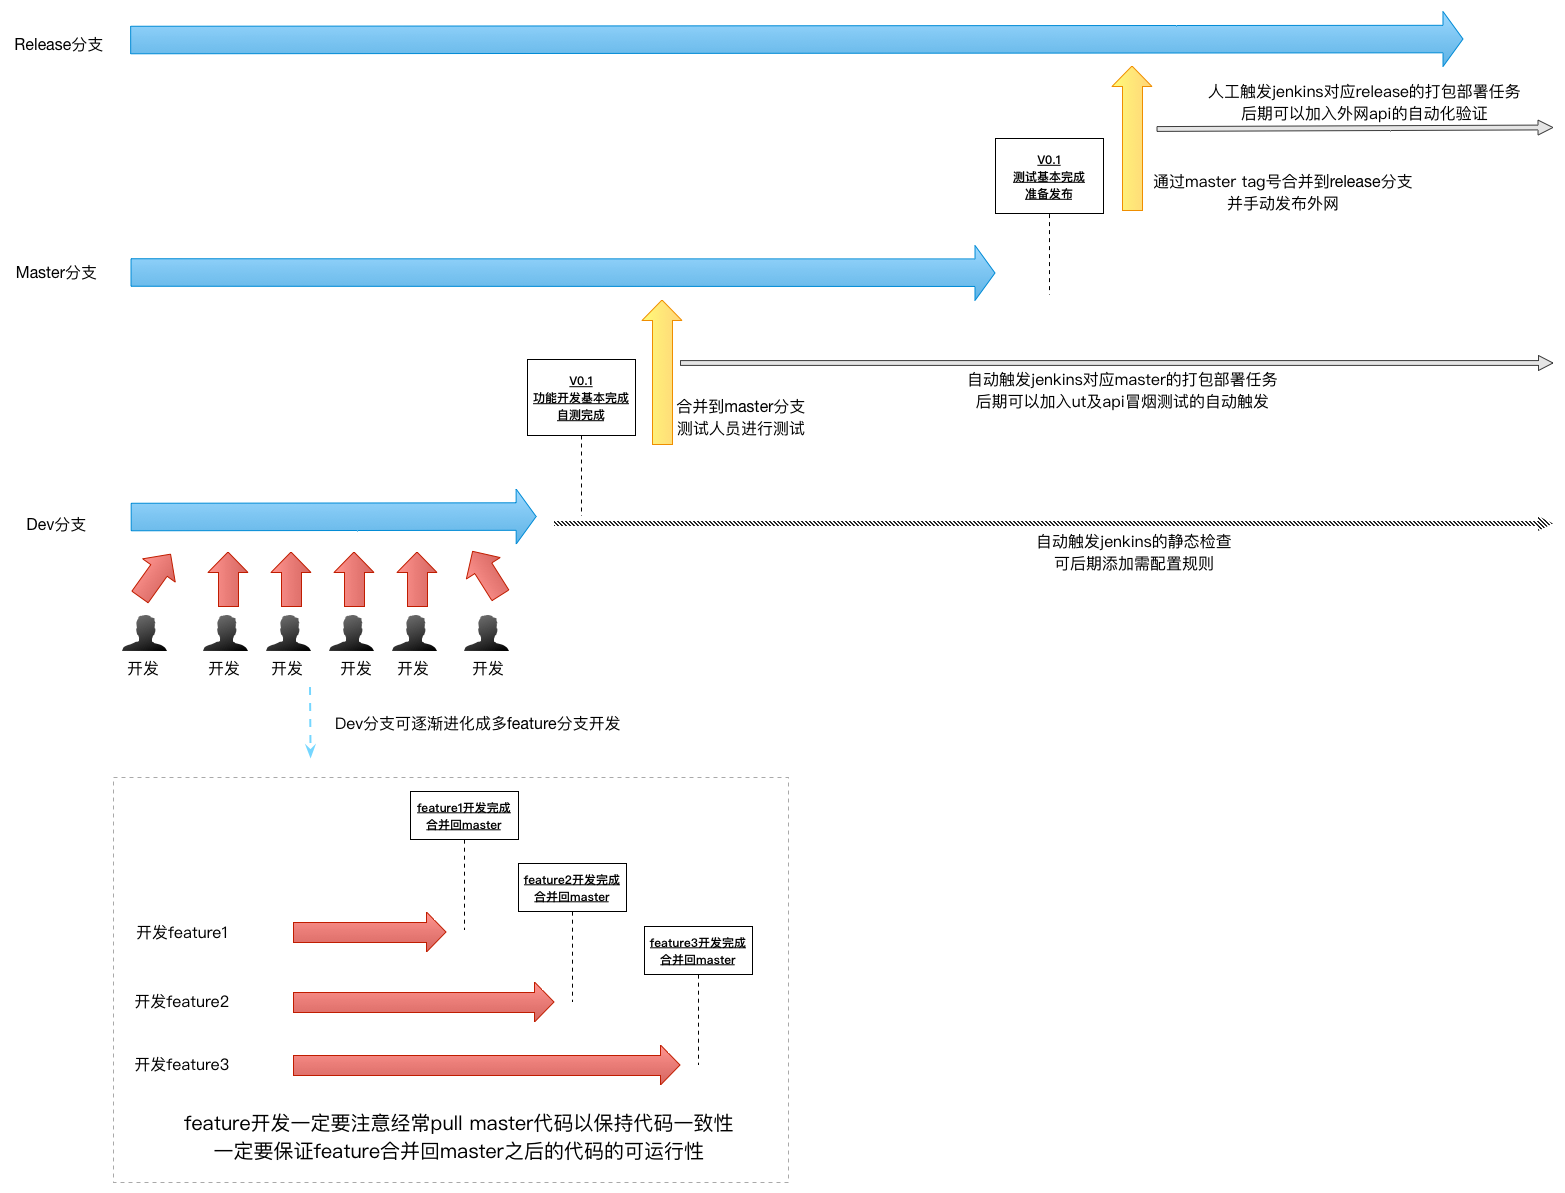 Release分支
人工触发jenkins对应release的打包部署任务
后期可以加入外网api的自动化验证
V0.1
测试基本完成
准备发布
通过master tag号合并到release分支
并手动发布外网
Master分支
V0.1
功能开发基本完成
自测完成
合并到master分支
测试人员进行测试
自动触发jenkins对应master的打包部署任务
后期可以加入ut及api冒烟测试的自动触发
Dev分支
自动触发jenkins的静态检查
可后期添加需配置规则
开发
开发
开发
开发
开发
开发
Dev分支可逐渐进化成多feature分支开发
feature1开发完成
合并回master
feature2开发完成
合并回master
feature3开发完成
合并回master
开发feature1
开发feature2
开发feature3
feature开发一定要注意经常pull master代码以保持代码一致性
一定要保证feature合并回master之后的代码的可运行性